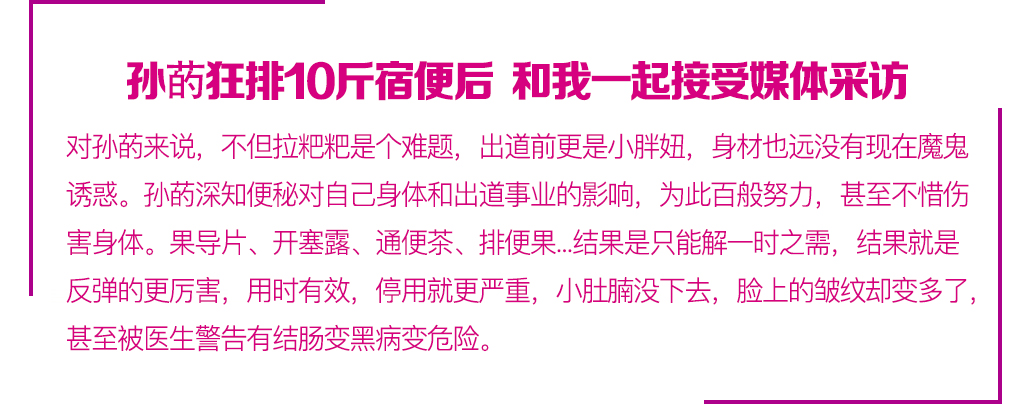 孙菂狂排10斤宿便后 和我一起接受媒体采访
对孙菂来说，不但拉粑粑是个难题，出道前更是小胖妞，身材也远没有现在魔鬼
诱惑。孙菂深知便秘对自己身体和出道事业的影响，为此百般努力，甚至不惜伤
害身体。果导片、开塞露、通便茶、排便果...结果是只能解一时之需，结果就是
反弹的更厉害，用时有效，停用就更严重，小肚腩没下去，脸上的皱纹却变多了，
甚至被医生警告有结肠变黑病变危险。